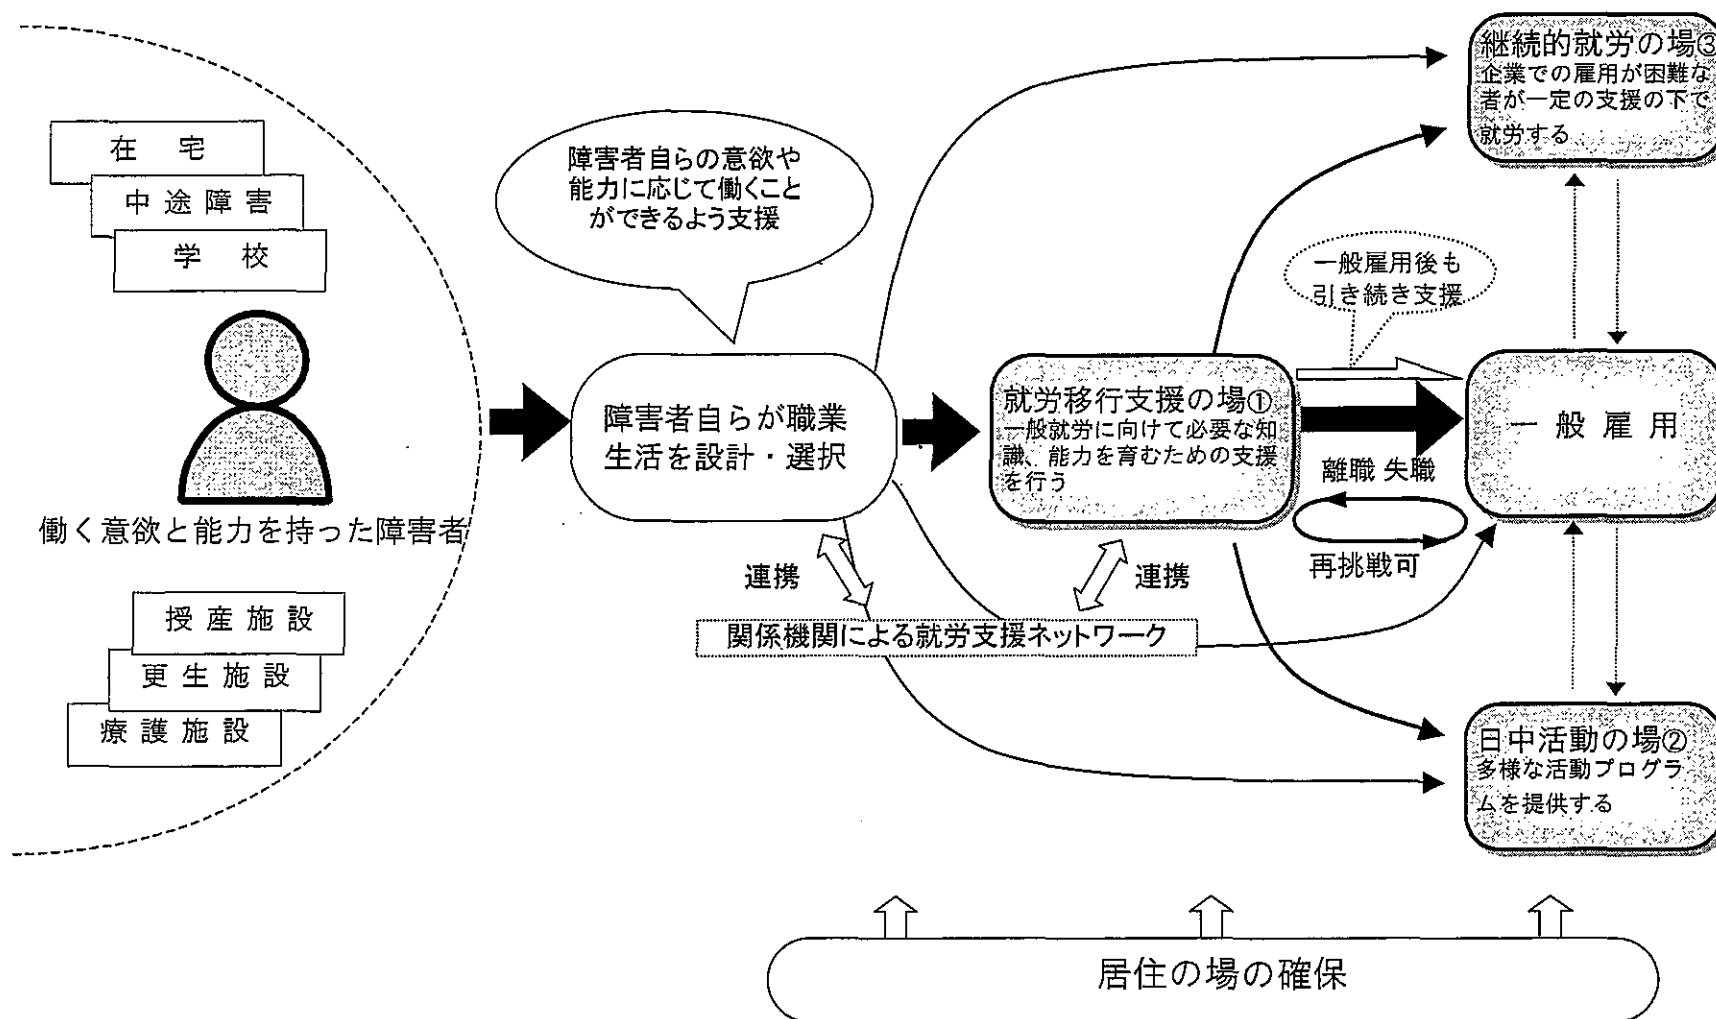 在　宅
中途障害
学　校
働く意欲と能力を持った障害者
授産施設
更生施設
療護施設
障害者自らの意欲や
能力に応じて働くこと
ができるよう支援
障害者自らが職業
生活を設計・選択
連携
関係機関による就労支援ネットワーク
連携
就労移行支援の場①
一般就労に向けて必要な知
識、能力を育むための支援
を行う
一般雇用後も
引き続き支援
離職 失職
再挑戦可
継続的就労の場③
企業での雇用が困難な
者が一定の支援の下で
就労する
一般雇用
日中活動の場②
多様な活動プログラ
ムを提供する
居住の場の確保